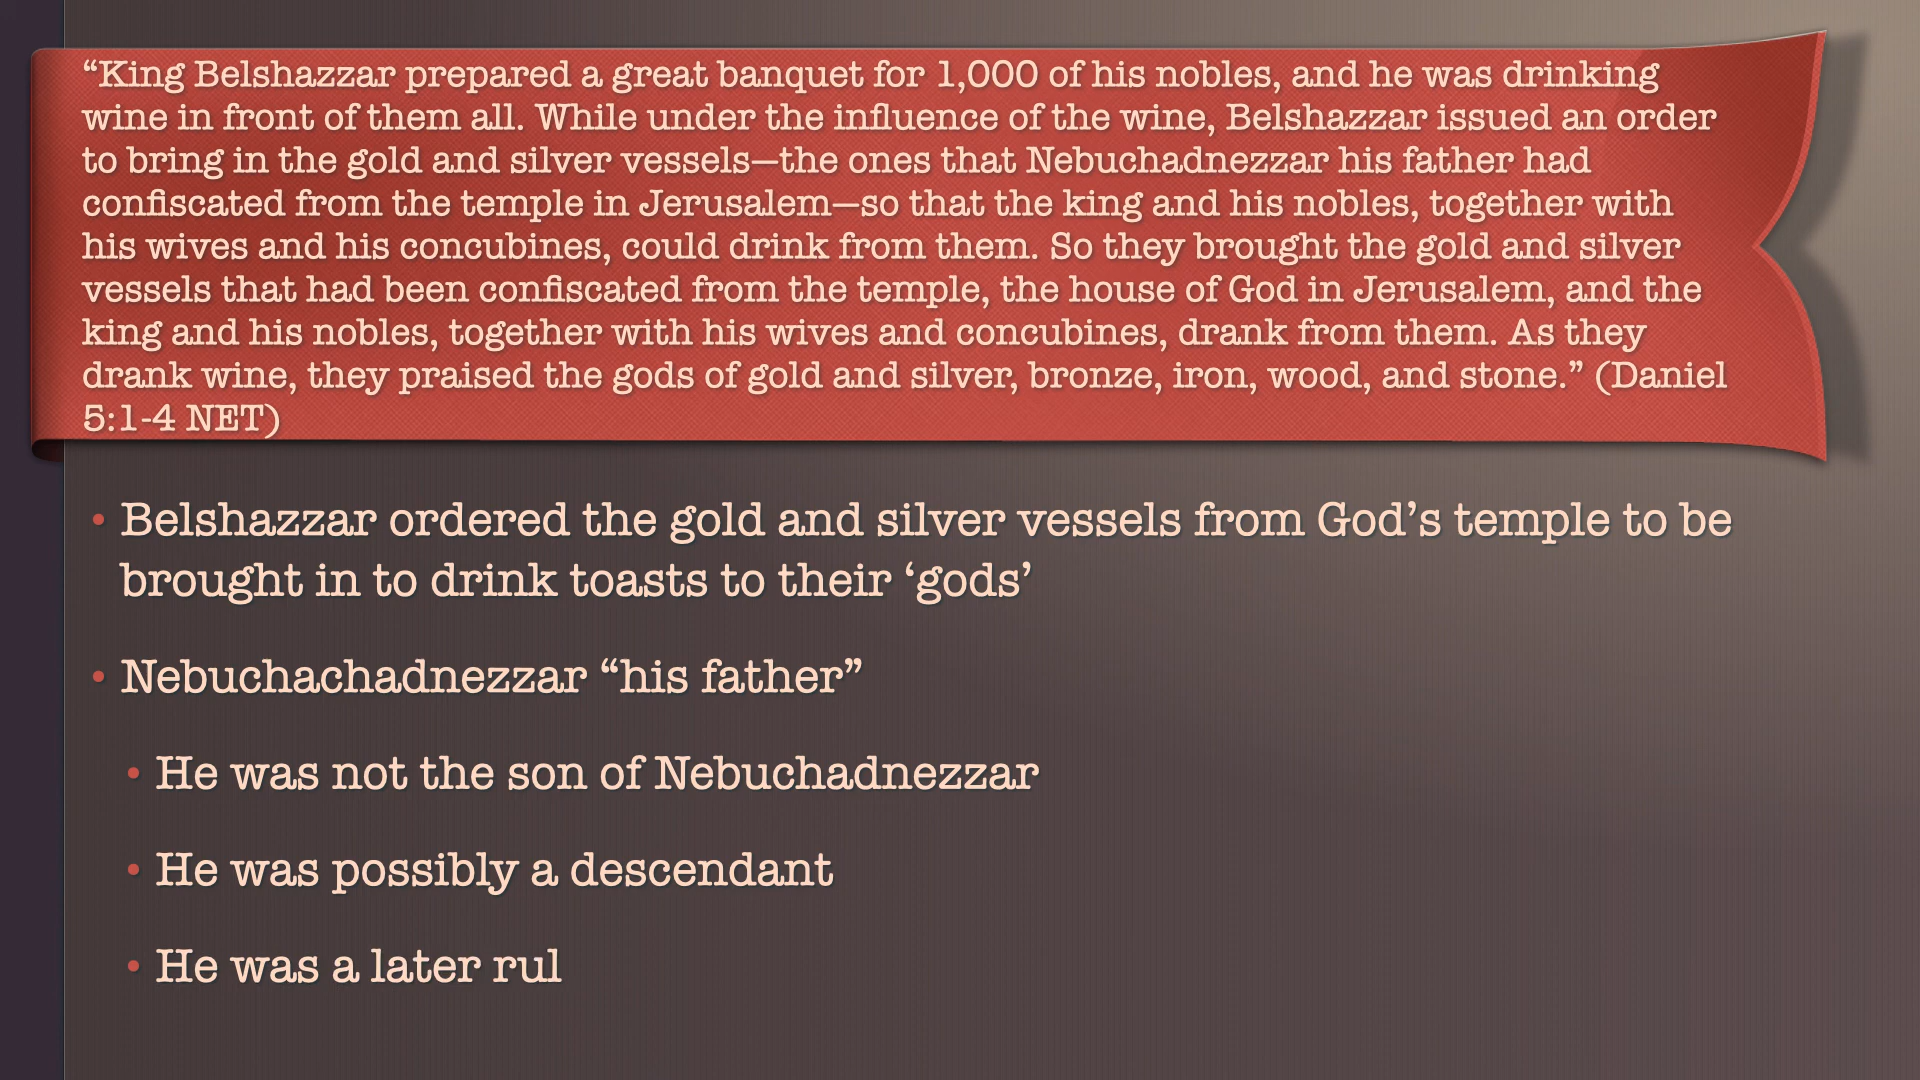 “King Belshazzar prepared a great banquet for 1,000 of his nobles, and he was drinking
wine in front of them all. While under the influence of the wine, Belshazzar issued an order
to bring in the gold and silver vessels—the ones that Nebuchadnezzar his father had
confiscated from the temple in Jerusalem—so that the king and his nobles, together with
his wives and his concubines, could drink from them. So they brought the gold and silver
vessels that had been confiscated from the temple, the house of God in Jerusalem, and the
king and his nobles, together with his wives and concubines, drank from them. As they
drank wine, they praised the gods of gold and silver, bronze, iron, wood, and stone.” (Daniel
5:1-4 NET)
• Belshazzar ordered the gold and silver vessels from God’s temple to be
brought in to drink toasts to their ‘gods’
• Nebuchachadnezzar “his father”
• He was not the son of Nebuchadnezzar
• He was possibly a descendant
• He was a later rul